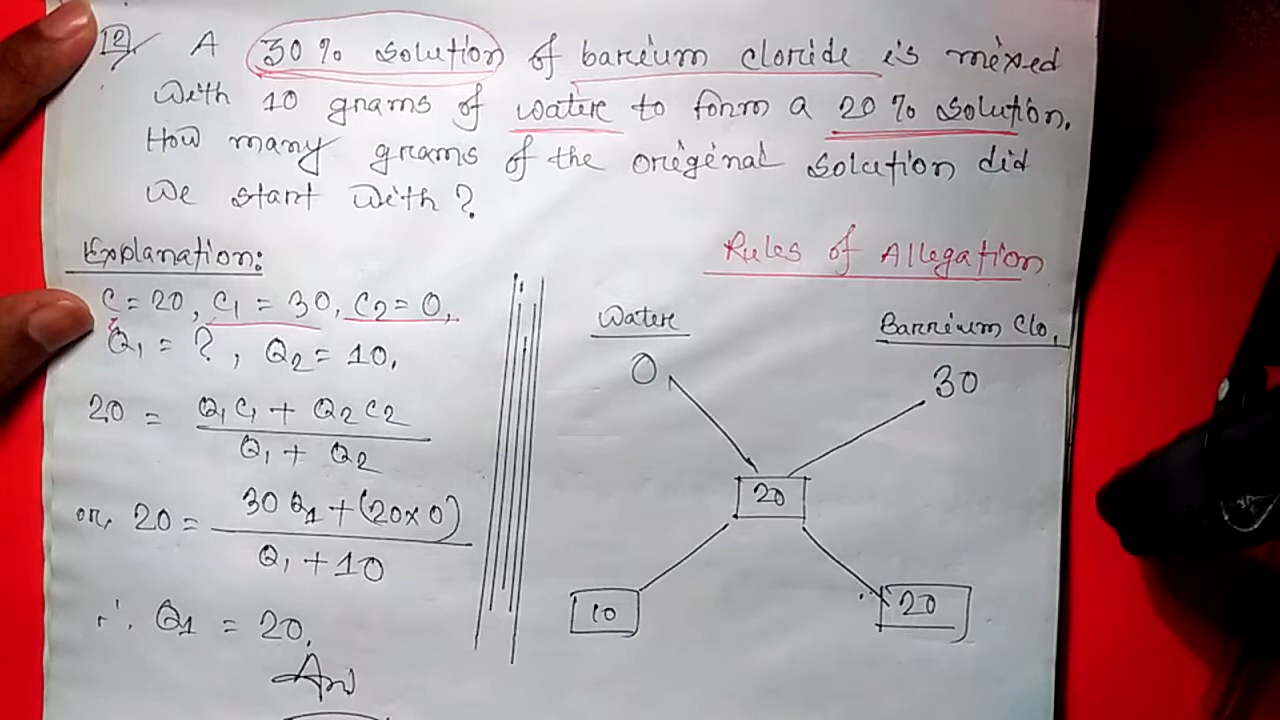 12. A 30% solution of barium cloride is mixed
with 10 grams of water to form a 20% solution.
How many grams of the original solution did
we start with?
Explanation:
C = 20, C1 = 30, C2 = 0,
Q1 = ?, Q2 = 10.
20 = Q1C1 + Q2C2 / Q1 + Q2
or, 20 = 30Q1 + (20×0) / Q1 + 10
∴ Q1 = 20.
Ans
Rules of Allegation
Water
Barrium Clo.
0
30
20
10
20